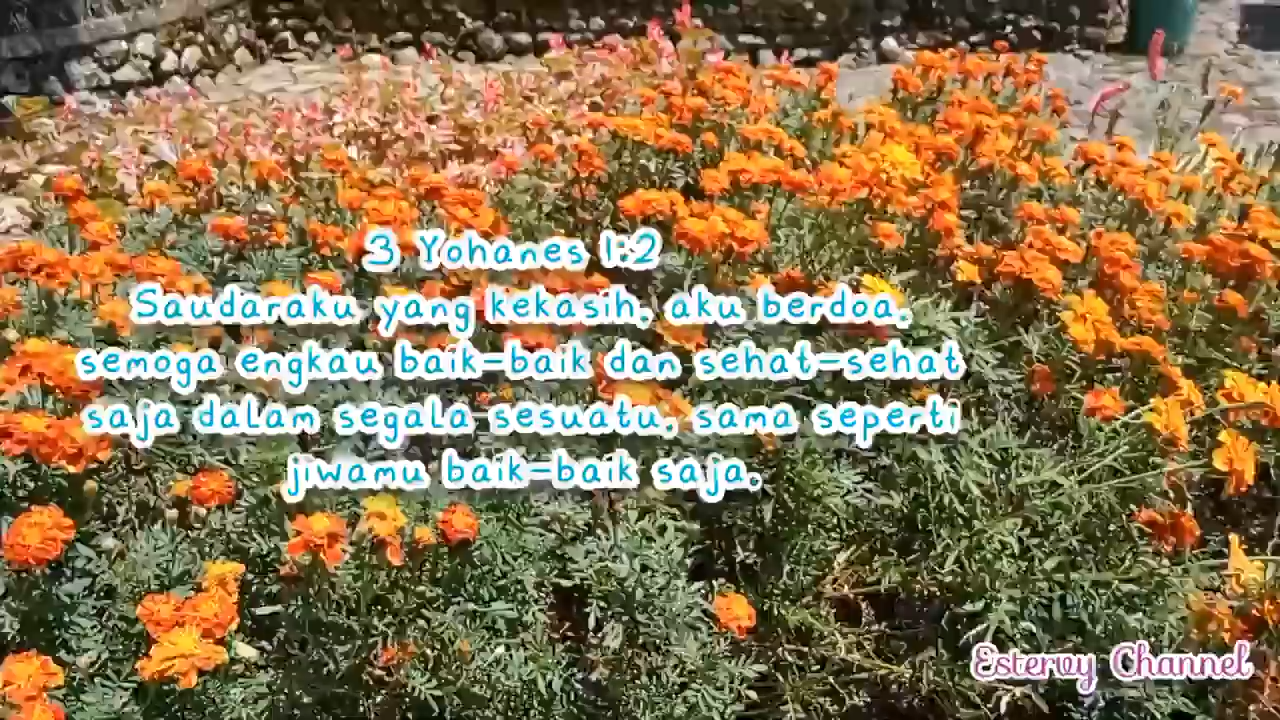 3 Yohanes 1:2
Saudaraku yang kekasih, aku berdoa,
semoga engkau baik-baik dan sehat-sehat
saja dalam segala sesuatu, sama seperti
jiwamu baik-baik saja.
Estervy Channel